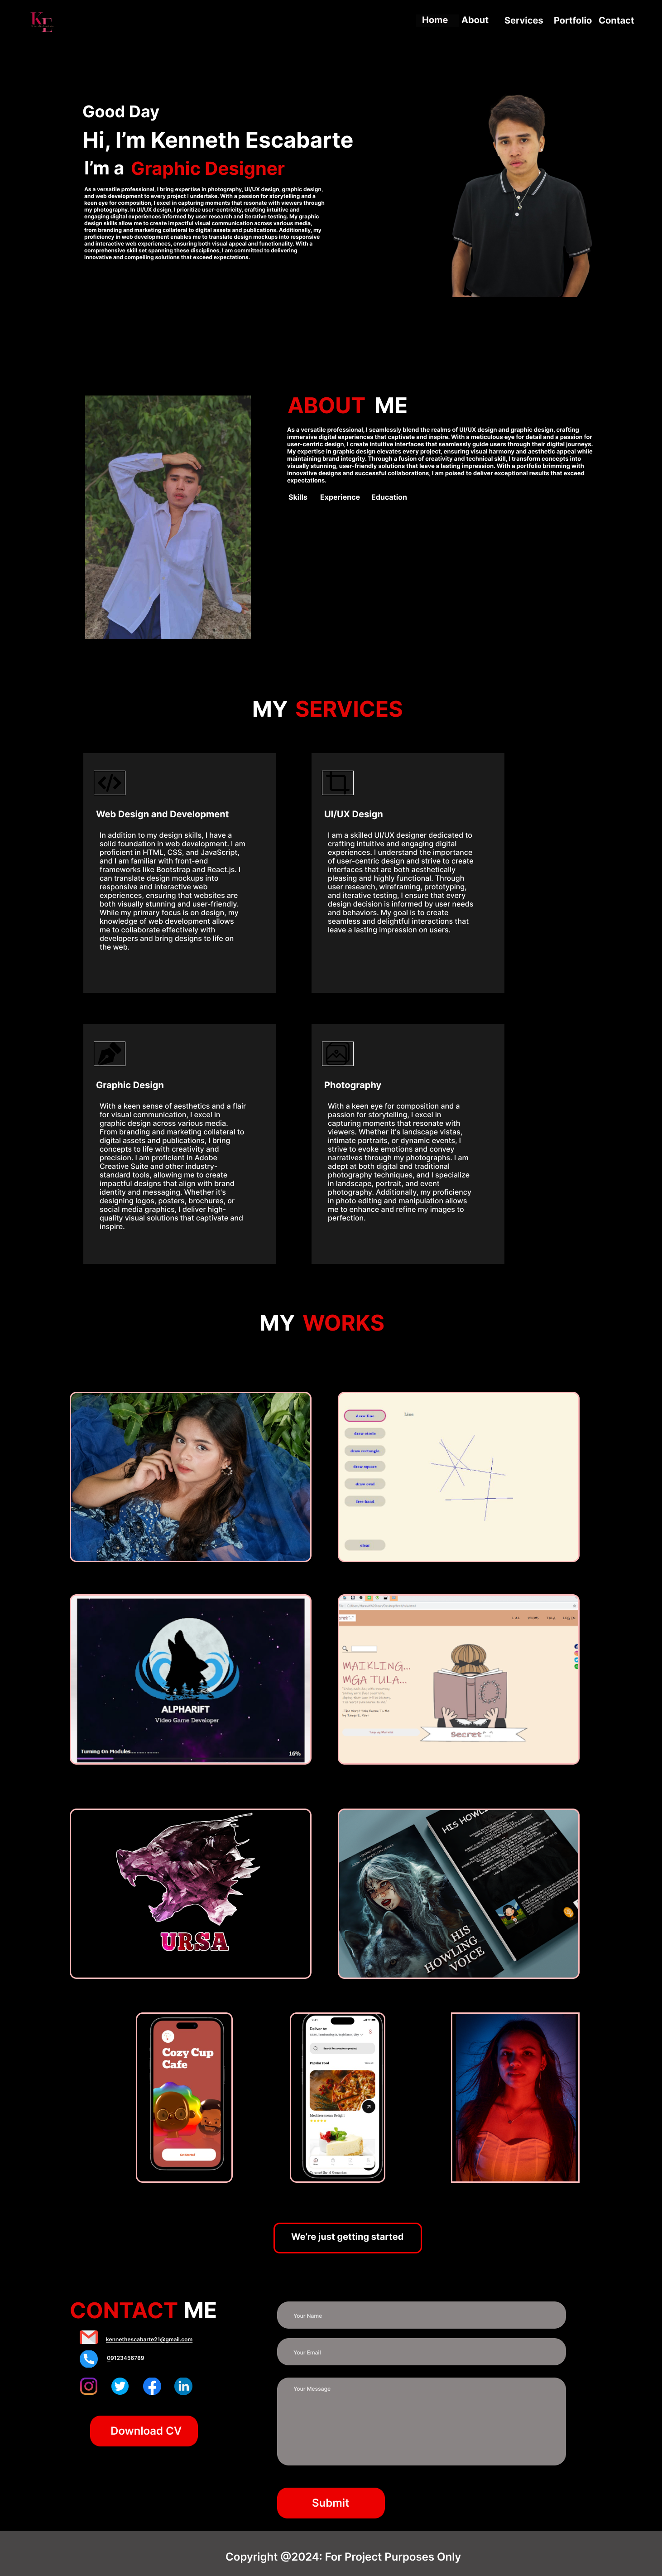 KE
Home About Services Portfolio Contact
Good Day
Hi, I'm Kenneth Escabarte
I'm a Graphic Designer
As a versatile professional, I bring expertise in photography, UI/UX design, graphic design,
and web development to every project I undertake. With a passion for storytelling and a
keen eye for composition, I excel in capturing moments that resonate with viewers through
my photography. In UI/UX design, I prioritize user-centricity, crafting intuitive and
engaging digital experiences informed by user research and iterative testing. My graphic
design skills allow me to create impactful visual communication across various media,
from branding and marketing collateral to digital assets and publications. Additionally, my
proficiency in web development enables me to translate design mockups into responsive
and interactive web experiences, ensuring both visual appeal and functionality. With a
comprehensive skill set spanning these disciplines, I am committed to delivering
innovative and compelling solutions that exceed expectations.
ABOUT ME
As a versatile professional, I seamlessly blend the realms of UI/UX design and graphic design, crafting
immersive digital experiences that captivate and inspire. With a meticulous eye for detail and a passion for
user-centric design, I create intuitive interfaces that seamlessly guide users through their digital journeys.
My expertise in graphic design elevates every project, ensuring visual harmony and aesthetic appeal while
maintaining brand integrity. Through a fusion of creativity and technical skill, I transform concepts into
visually stunning, user-friendly solutions that leave a lasting impression. With a portfolio brimming with
innovative designs and successful collaborations, I am poised to deliver exceptional results that exceed
expectations.
Skills Experience Education
MY SERVICES
Web Design and Development
In addition to my design skills, I have a
solid foundation in web development. I am
proficient in HTML, CSS, and JavaScript,
and I am familiar with front-end
frameworks like Bootstrap and React.js. I
can translate design mockups into
responsive and interactive web
experiences, ensuring that websites are
both visually stunning and user-friendly.
While my primary focus is on design, my
knowledge of web development allows
me to collaborate effectively with
developers and bring designs to life on
the web.
UI/UX Design
I am a skilled UI/UX designer dedicated to
crafting intuitive and engaging digital
experiences. I understand the importance
of user-centric design and strive to create
interfaces that are both aesthetically
pleasing and highly functional. Through
user research, wireframing, prototyping,
and iterative testing, I ensure that every
design decision is informed by user needs
and behaviors. My goal is to create
seamless and delightful interactions that
leave a lasting impression on users.
Graphic Design
With a keen sense of aesthetics and a flair
for visual communication, I excel in
graphic design across various media.
From branding and marketing collateral to
digital assets and publications, I bring
concepts to life with creativity and
precision. I am proficient in Adobe
Creative Suite and other industry-
standard tools, allowing me to create
impactful designs that align with brand
identity and messaging. Whether it's
designing logos, posters, brochures, or
social media graphics, I deliver high-
quality visual solutions that captivate and
inspire.
Photography
With a keen eye for composition and a
passion for storytelling, I excel in
capturing moments that resonate with
viewers. Whether it's landscape vistas,
intimate portraits, or dynamic events, I
strive to evoke emotions and convey
narratives through my photographs. I am
adept at both digital and traditional
photography techniques, and I specialize
in landscape, portrait, and event
photography. Additionally, my proficiency
in photo editing and manipulation allows
me to enhance and refine my images to
perfection.
MY WORKS
draw line
Line
draw circle
draw rectangle
draw square
draw oval
free hand
clear
ALPHARIFT
Video Game Developer
Turning On Modules
16%
MAIKLING...
MGA TULA...
Secret
URSA
HIS HOWL
HIS
HOWLING
VOICE
Cozy Cup
Cafe
Deliver to
Popular Food
Mediterranean Delight
We're just getting started
CONTACT ME
kennethescabarte21@gmail.com
09123456789
Download CV
Your Name
Your Email
Your Message
Submit
Copyright @2024: For Project Purposes Only